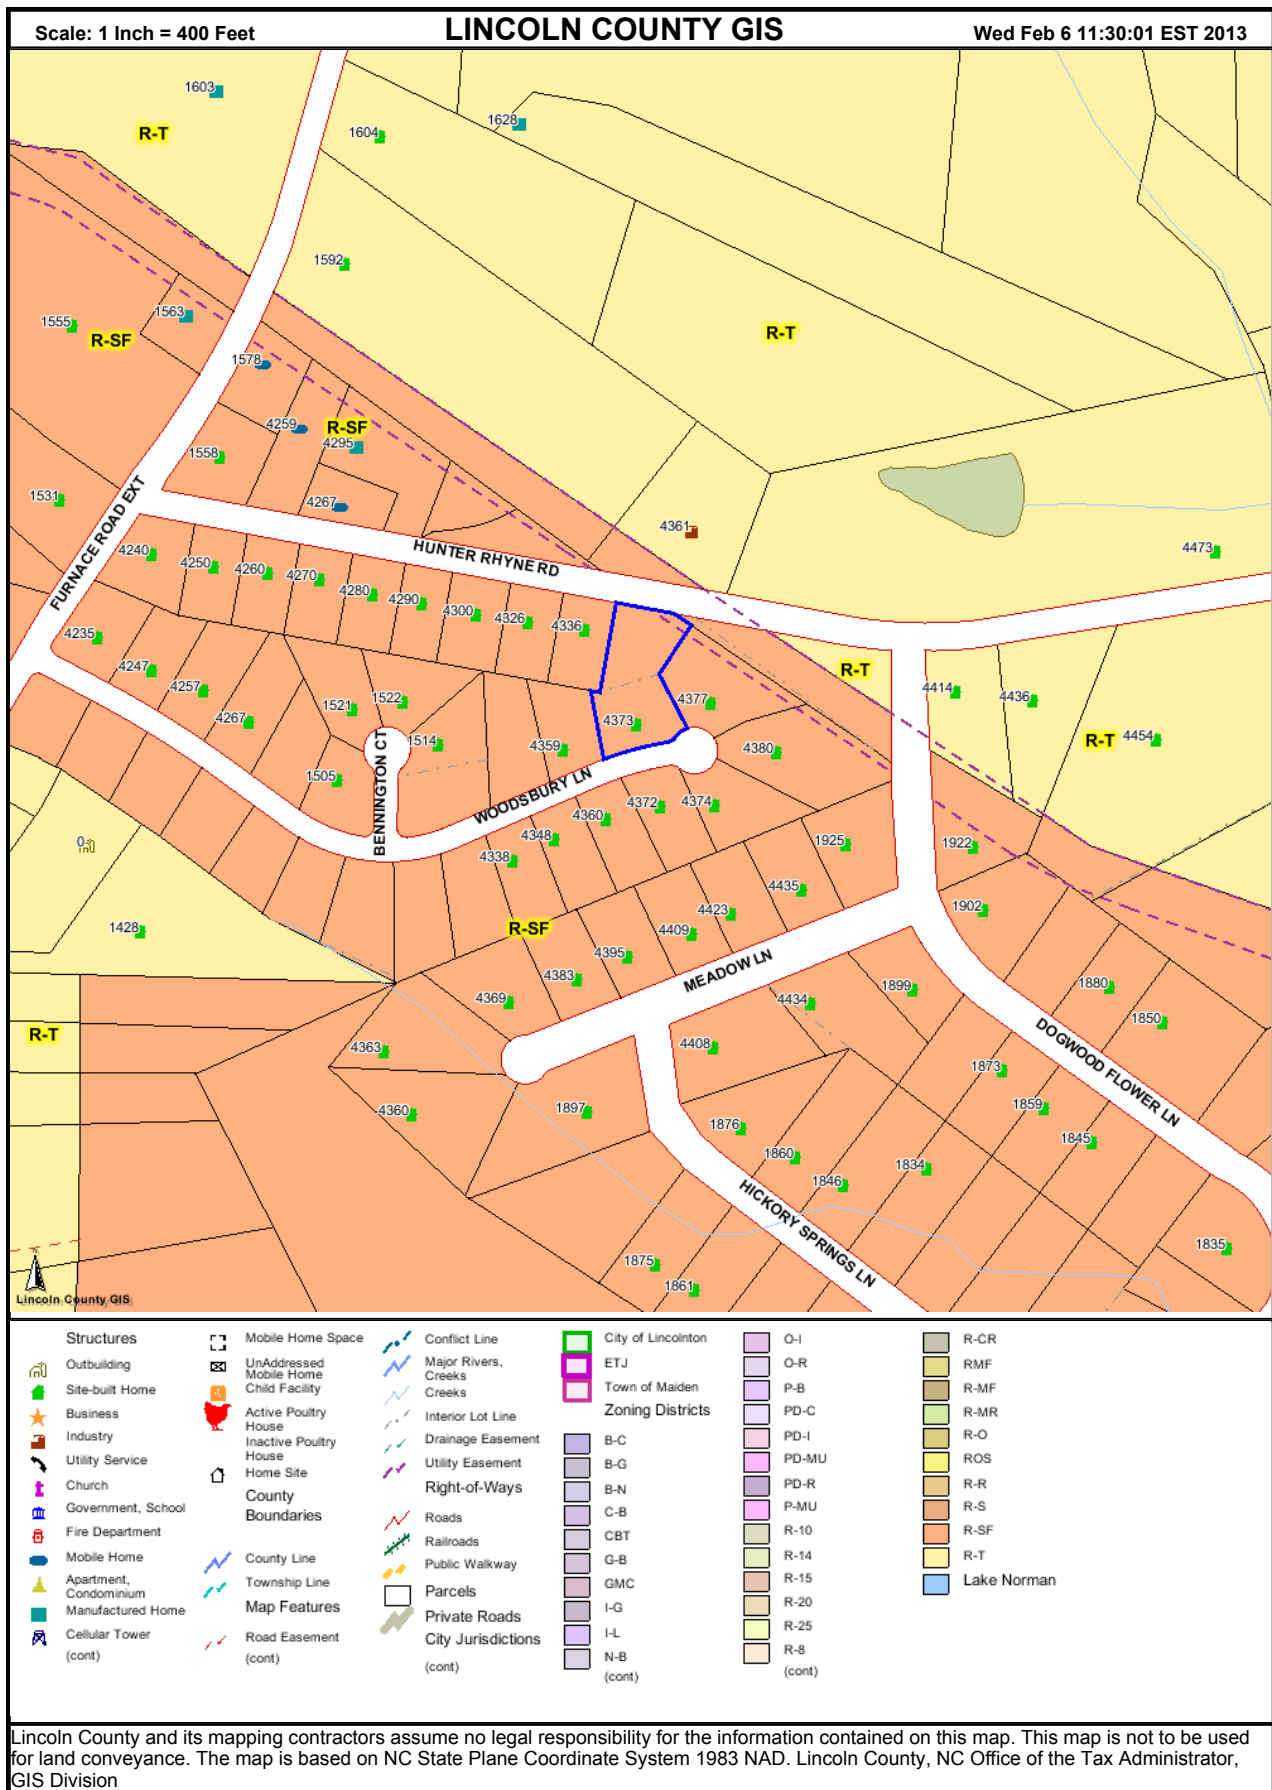 Scale: 1 Inch = 400 Feet
LINCOLN COUNTY GIS
Wed Feb 6 11:30:01 EST 2013
1603
R-T
1604
1628
1592
1555
1563
R-SF
R-T
1578
4259
R-SF
4295
1558
1531
4267
4361
4473
FURNACE ROAD EXT
HUNTER RHYNE RD
4240
4250
4260
4270
4280
4290
4300
4326
4336
4235
4247
4257
4267
1521
1522
1514
1505
4359
4373
4377
4380
R-T
4414
4436
R-T
4454
BENNINGTON CT
WOODSBURY LN
4338
4348
4360
4372
4374
0
1428
R-SF
1925
1922
4435
4423
4409
4395
4383
4369
1902
MEADOW LN
4434
1899
1880
1850
R-T
4363
4360
4408
1897
DOGWOOD FLOWER LN
1873
1859
1845
1876
1860
1846
1834
HICKORY SPRINGS LN
1875
1861
1835
Lincoln County GIS
Structures
Outbuilding
Site-built Home
Business
Industry
Utility Service
Church
Government, School
Fire Department
Mobile Home
Apartment,
Condominium
Manufactured Home
Cellular Tower
(cont)
Mobile Home Space
UnAddressed
Mobile Home
Child Facility
Active Poultry
House
Inactive Poultry
House
Home Site
County
Boundaries
County Line
Township Line
Map Features
Road Easement
(cont)
Conflict Line
Major Rivers,
Creeks
Creeks
Interior Lot Line
Drainage Easement
Utility Easement
Right-of-Ways
Roads
Railroads
Public Walkway
Parcels
Private Roads
City Jurisdictions
(cont)
City of Lincolnton
ETJ
Town of Maiden
Zoning Districts
B-C
B-G
B-N
C-B
CBT
G-B
GMC
I-G
I-L
N-B
(cont)
O-I
O-R
P-B
PD-C
PD-I
PD-MU
PD-R
P-MU
R-10
R-14
R-15
R-20
R-25
R-8
(cont)
R-CR
RMF
R-MF
R-MR
R-O
ROS
R-R
R-S
R-SF
R-T
Lake Norman
Lincoln County and its mapping contractors assume no legal responsibility for the information contained on this map. This map is not to be used
for land conveyance. The map is based on NC State Plane Coordinate System 1983 NAD. Lincoln County, NC Office of the Tax Administrator,
GIS Division